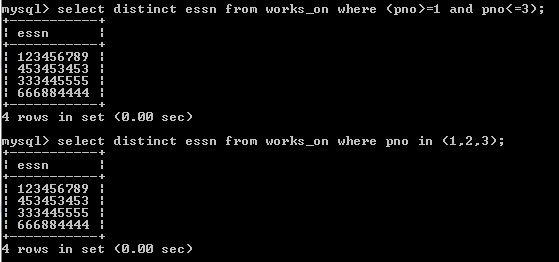 mysql> select distinct essn from works_on where (pno>=1 and pno<=3);
+-----------+
| essn      |
+-----------+
| 123456789 |
| 453453453 |
| 333445555 |
| 666884444 |
+-----------+
4 rows in set (0.00 sec)
mysql> select distinct essn from works_on where pno in (1,2,3);
+-----------+
| essn      |
+-----------+
| 123456789 |
| 453453453 |
| 333445555 |
| 666884444 |
+-----------+
4 rows in set (0.00 sec)